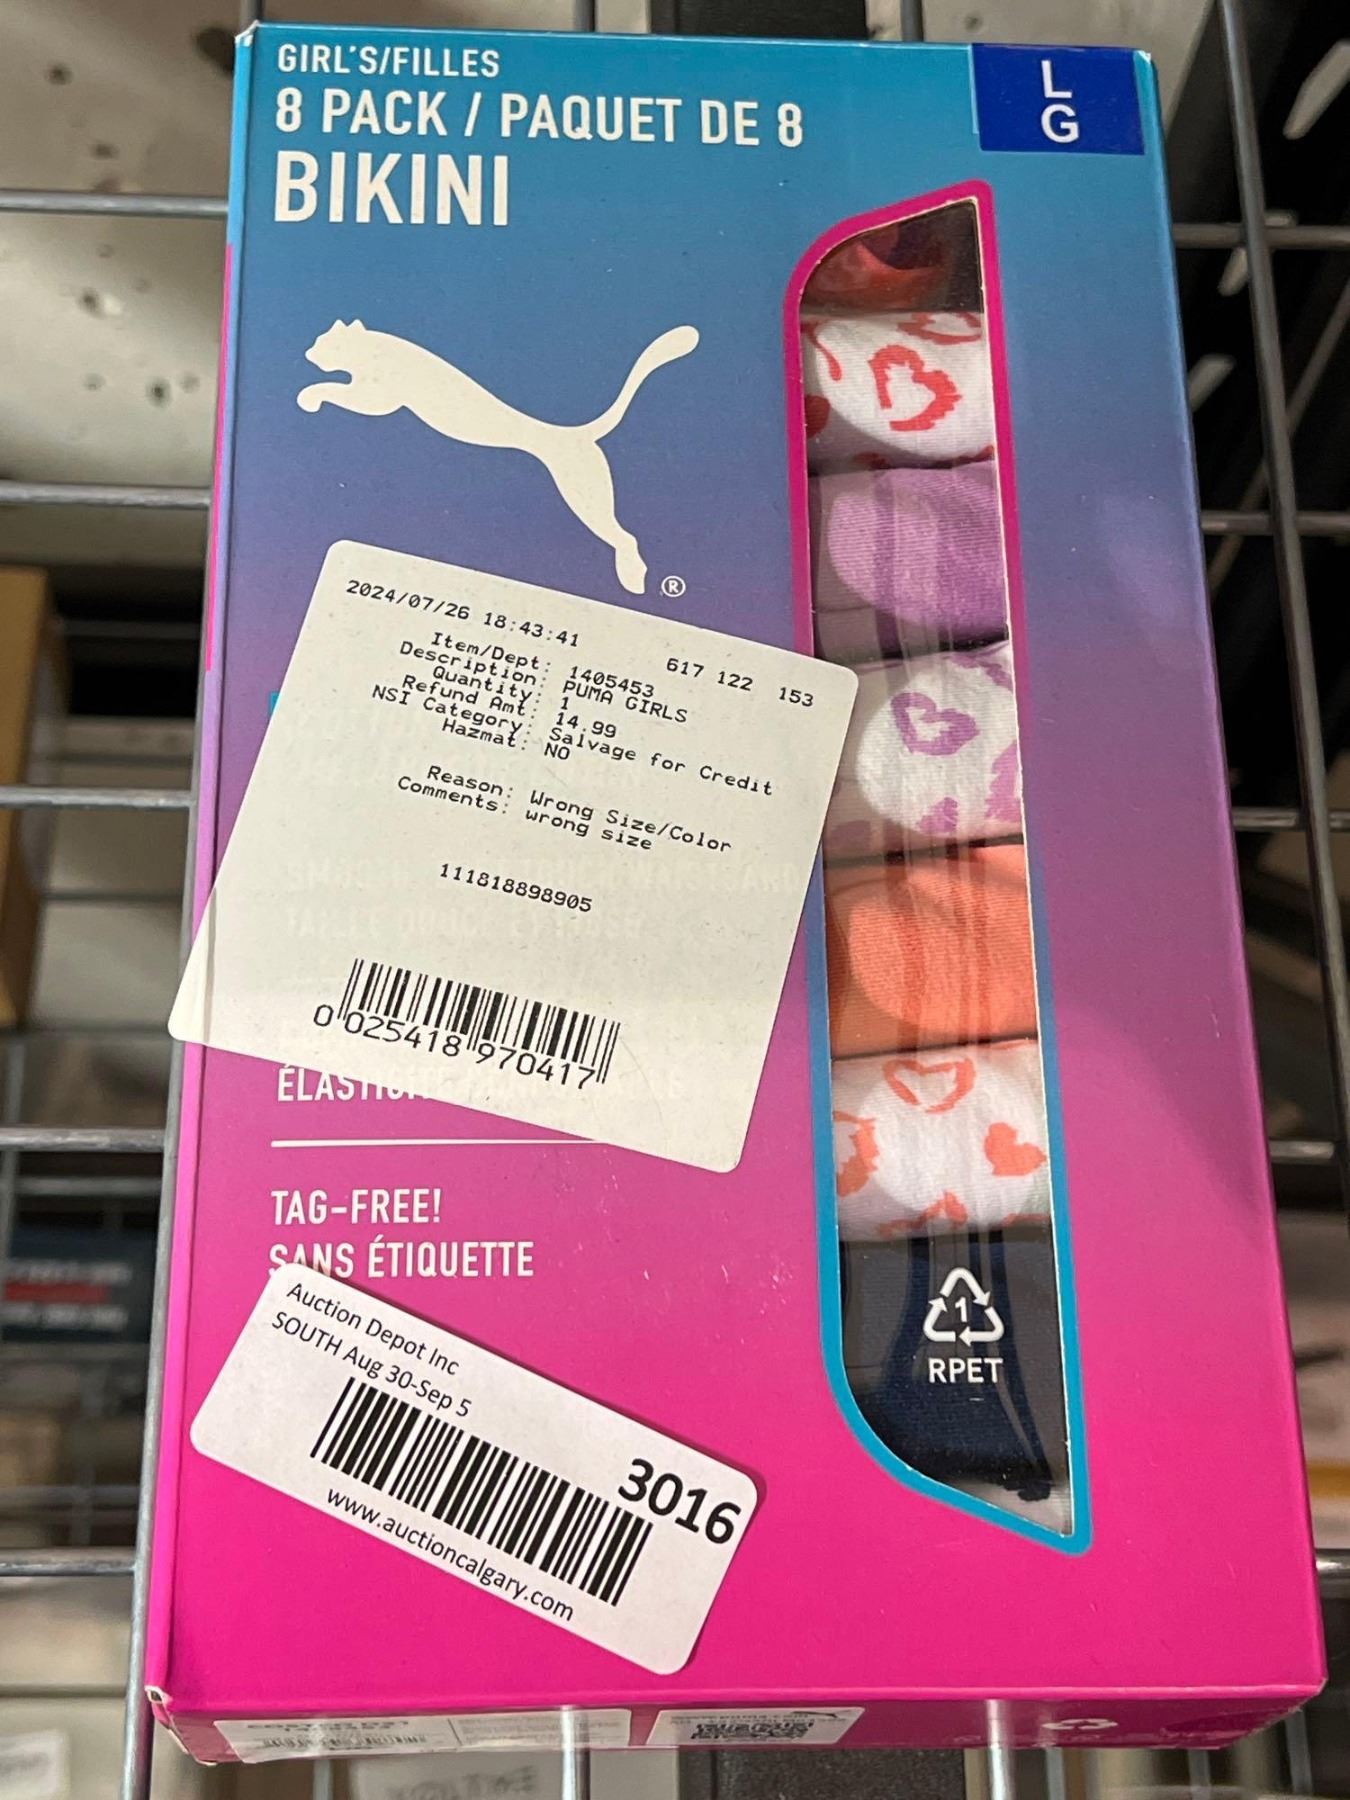 GIRL'S/FILLES
8 PACK / PAQUET DE 8
BIKINI
L
G
®
2024/07/26 18:43:41 617 122 153
Item/Dept: 1405453
Description: PUMA GIRLS
Quantity: 1
Refund Amt: 14.99
NSI Category: Salvage for Credit
Hazmat: NO
Reason: Wrong Size/Color
Comments: wrong size
111818898905
0 025418 970417
TAG-FREE!
SANS ÉTIQUETTE
Auction Depot Inc
SOUTH Aug 30-Sep 5
3016
www.auctioncalgary.com
1
RPET